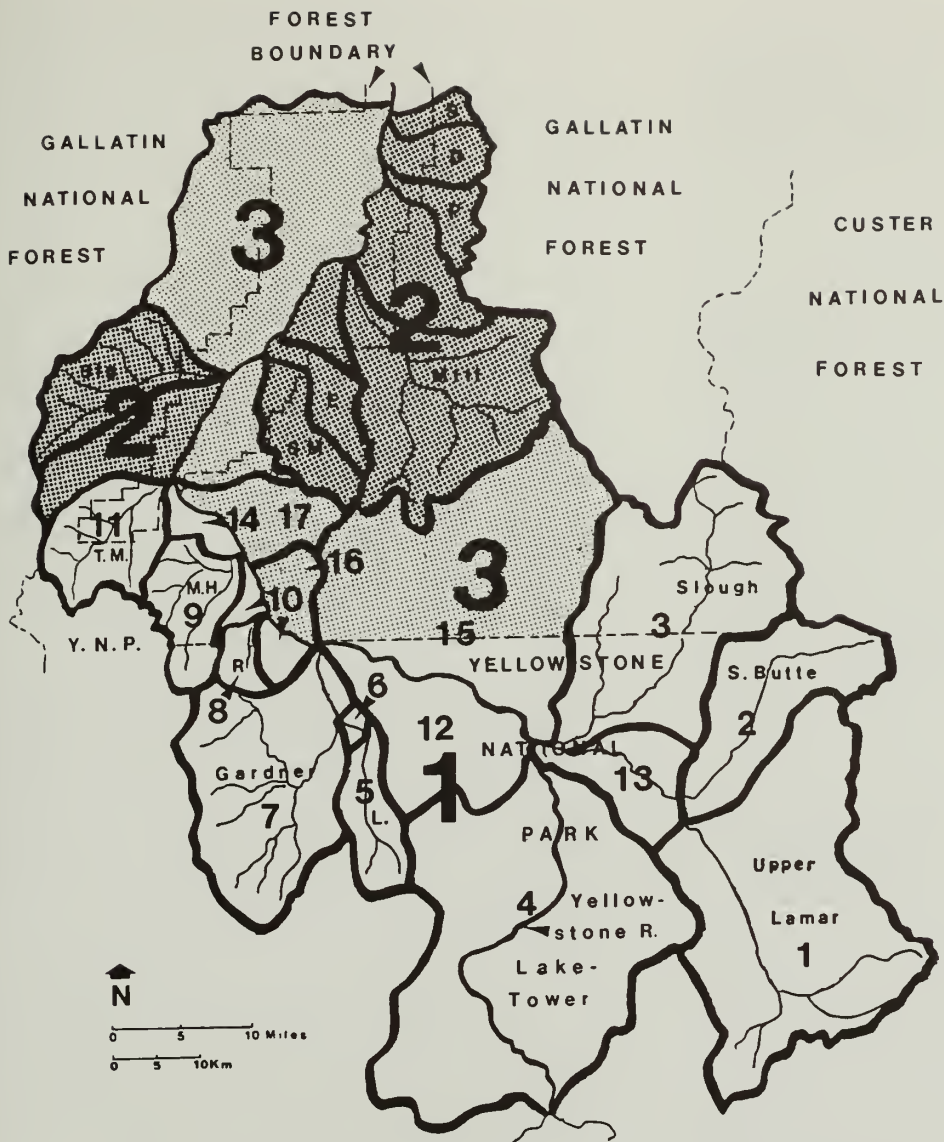 FOREST
BOUNDARY
GALLATIN
NATIONAL
FOREST
GALLATIN
NATIONAL
FOREST
CUSTER
NATIONAL
FOREST
S
D
P
3
2
Big
Mill
2
E
S M
11
T.M.
14
17
16
3
Slough
3
M.H.
10
9
Y.N.P.
15
YELLOWSTONE
S. Butte
2
R
8
6
12
NATIONAL
13
1
Gardner
7
5
L.
PARK
Upper
Lamar
1
4
Yellow-
stone R.
Lake-
Tower
N
0 5 10 Miles
0 5 10Km